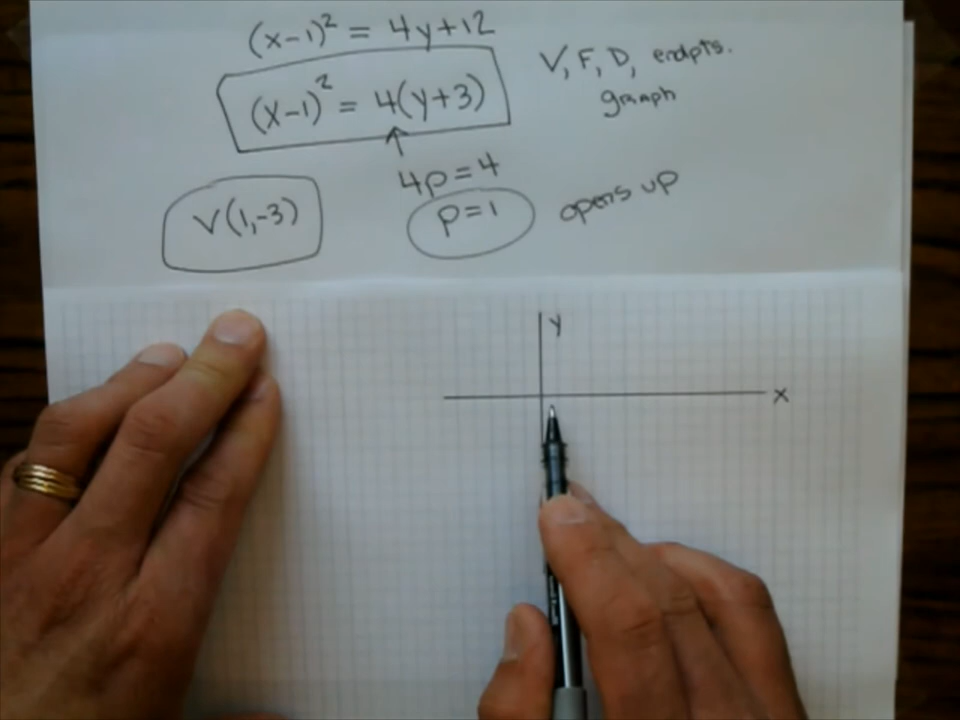 (x-1)² = 4y+12
(x-1)² = 4(y+3)
V, F, D, endpts.
graph
↑
4p=4
V(1,-3)
p=1
opens up
y
x